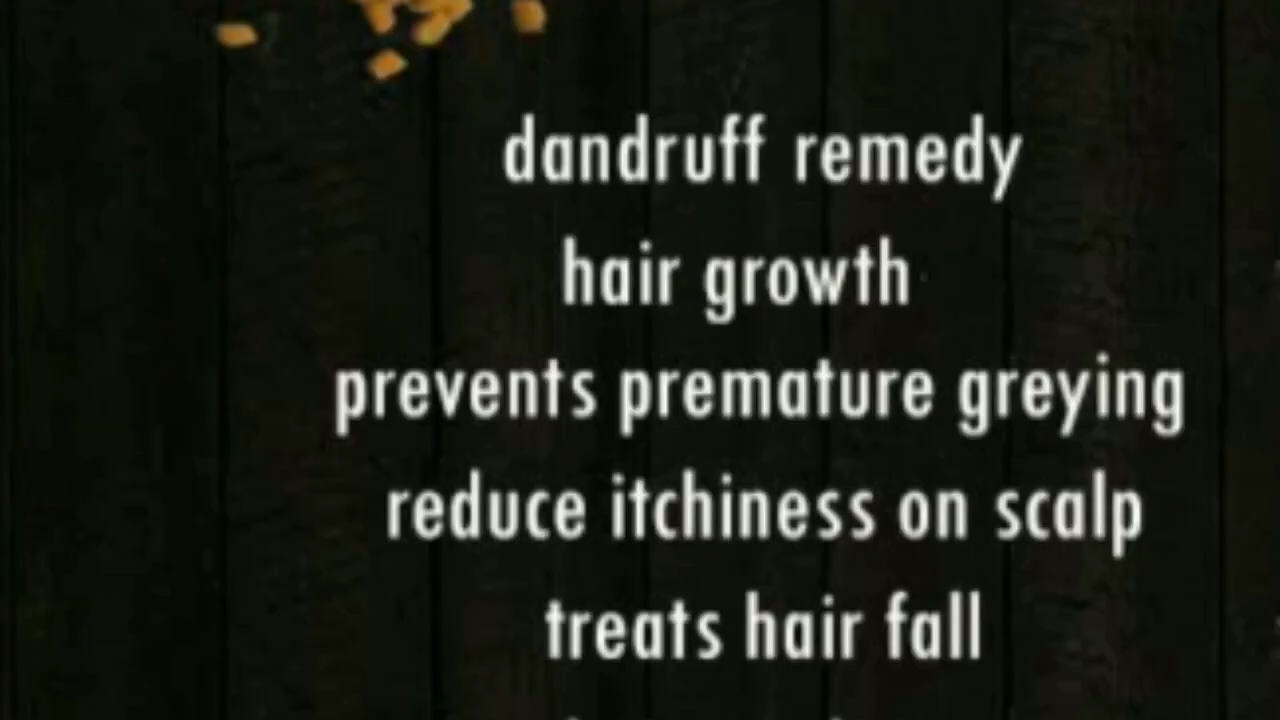 dandruff remedy
hair growth
prevents premature greying
reduce itchiness on scalp
treats hair fall